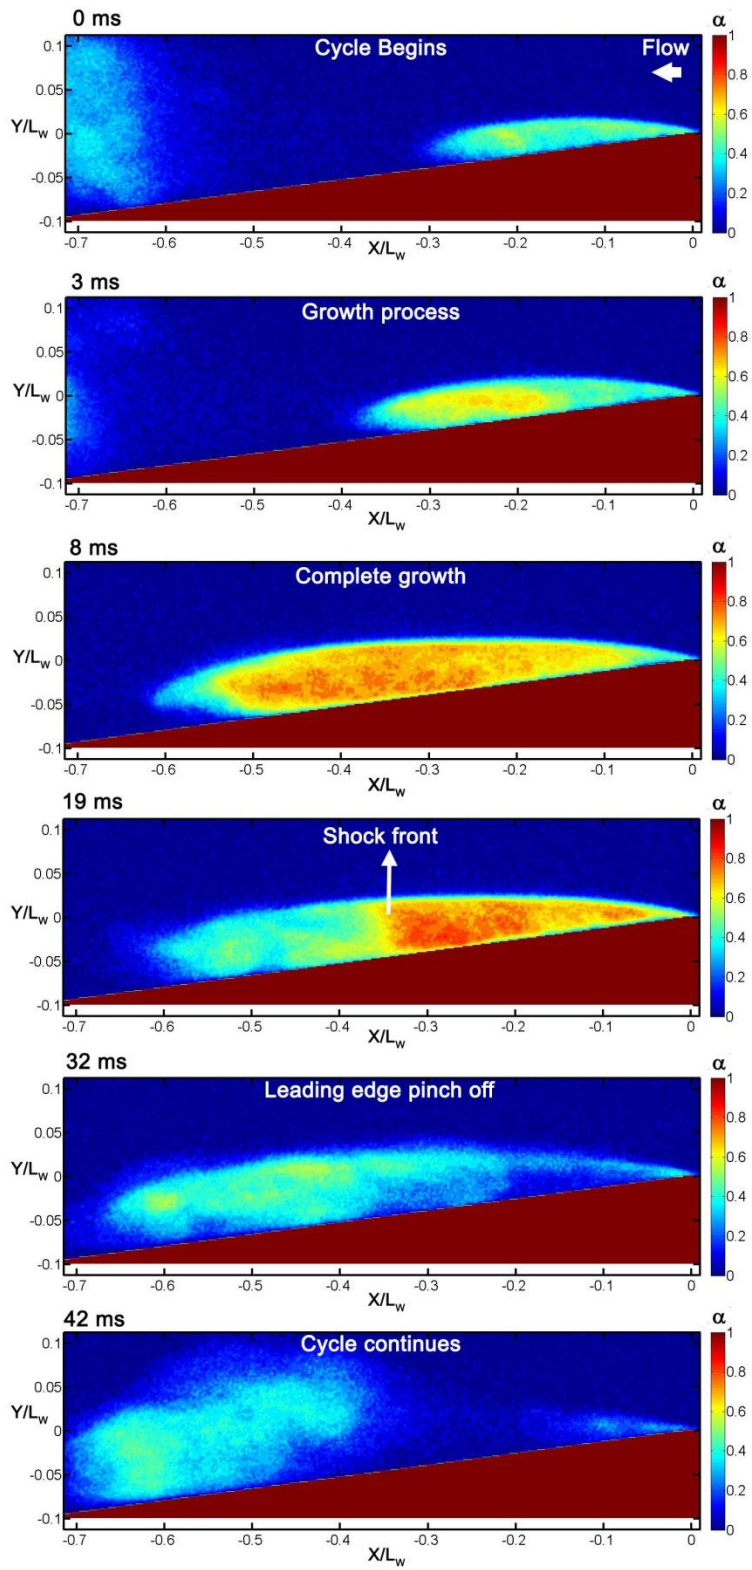 0 ms
α
Cycle Begins
Flow
0.1
0.05
Y/Lw 0
-0.05
-0.1
-0.7 -0.6 -0.5 -0.4 -0.3 -0.2 -0.1 0
X/Lw
1
0.8
0.6
0.4
0.2
0
3 ms
α
Growth process
0.1
0.05
Y/Lw 0
-0.05
-0.1
-0.7 -0.6 -0.5 -0.4 -0.3 -0.2 -0.1 0
X/Lw
1
0.8
0.6
0.4
0.2
0
8 ms
α
Complete growth
0.1
0.05
Y/Lw 0
-0.05
-0.1
-0.7 -0.6 -0.5 -0.4 -0.3 -0.2 -0.1 0
X/Lw
1
0.8
0.6
0.4
0.2
0
19 ms
α
Shock front
0.1
0.05
Y/Lw 0
-0.05
-0.1
-0.7 -0.6 -0.5 -0.4 -0.3 -0.2 -0.1 0
X/Lw
1
0.8
0.6
0.4
0.2
0
32 ms
α
Leading edge pinch off
0.1
0.05
Y/Lw 0
-0.05
-0.1
-0.7 -0.6 -0.5 -0.4 -0.3 -0.2 -0.1 0
X/Lw
1
0.8
0.6
0.4
0.2
0
42 ms
α
Cycle continues
0.1
0.05
Y/Lw 0
-0.05
-0.1
-0.7 -0.6 -0.5 -0.4 -0.3 -0.2 -0.1 0
X/Lw
1
0.8
0.6
0.4
0.2
0